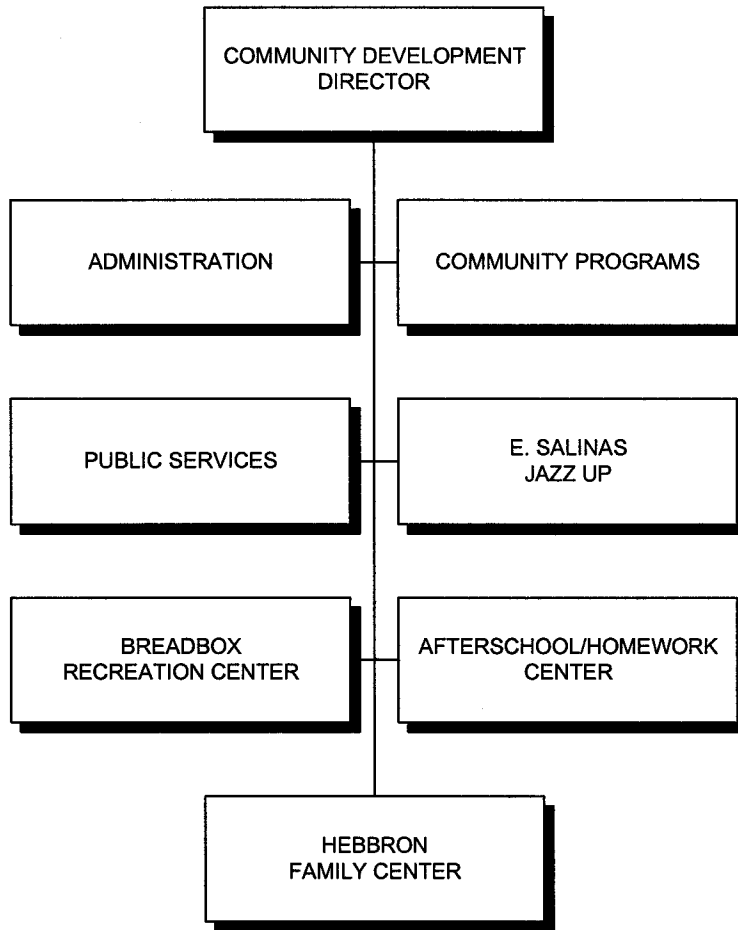 COMMUNITY DEVELOPMENT
DIRECTOR
ADMINISTRATION
COMMUNITY PROGRAMS
PUBLIC SERVICES
E. SALINAS
JAZZ UP
BREADBOX
RECREATION CENTER
AFTERSCHOOL/HOMEWORK
CENTER
HEBBRON
FAMILY CENTER